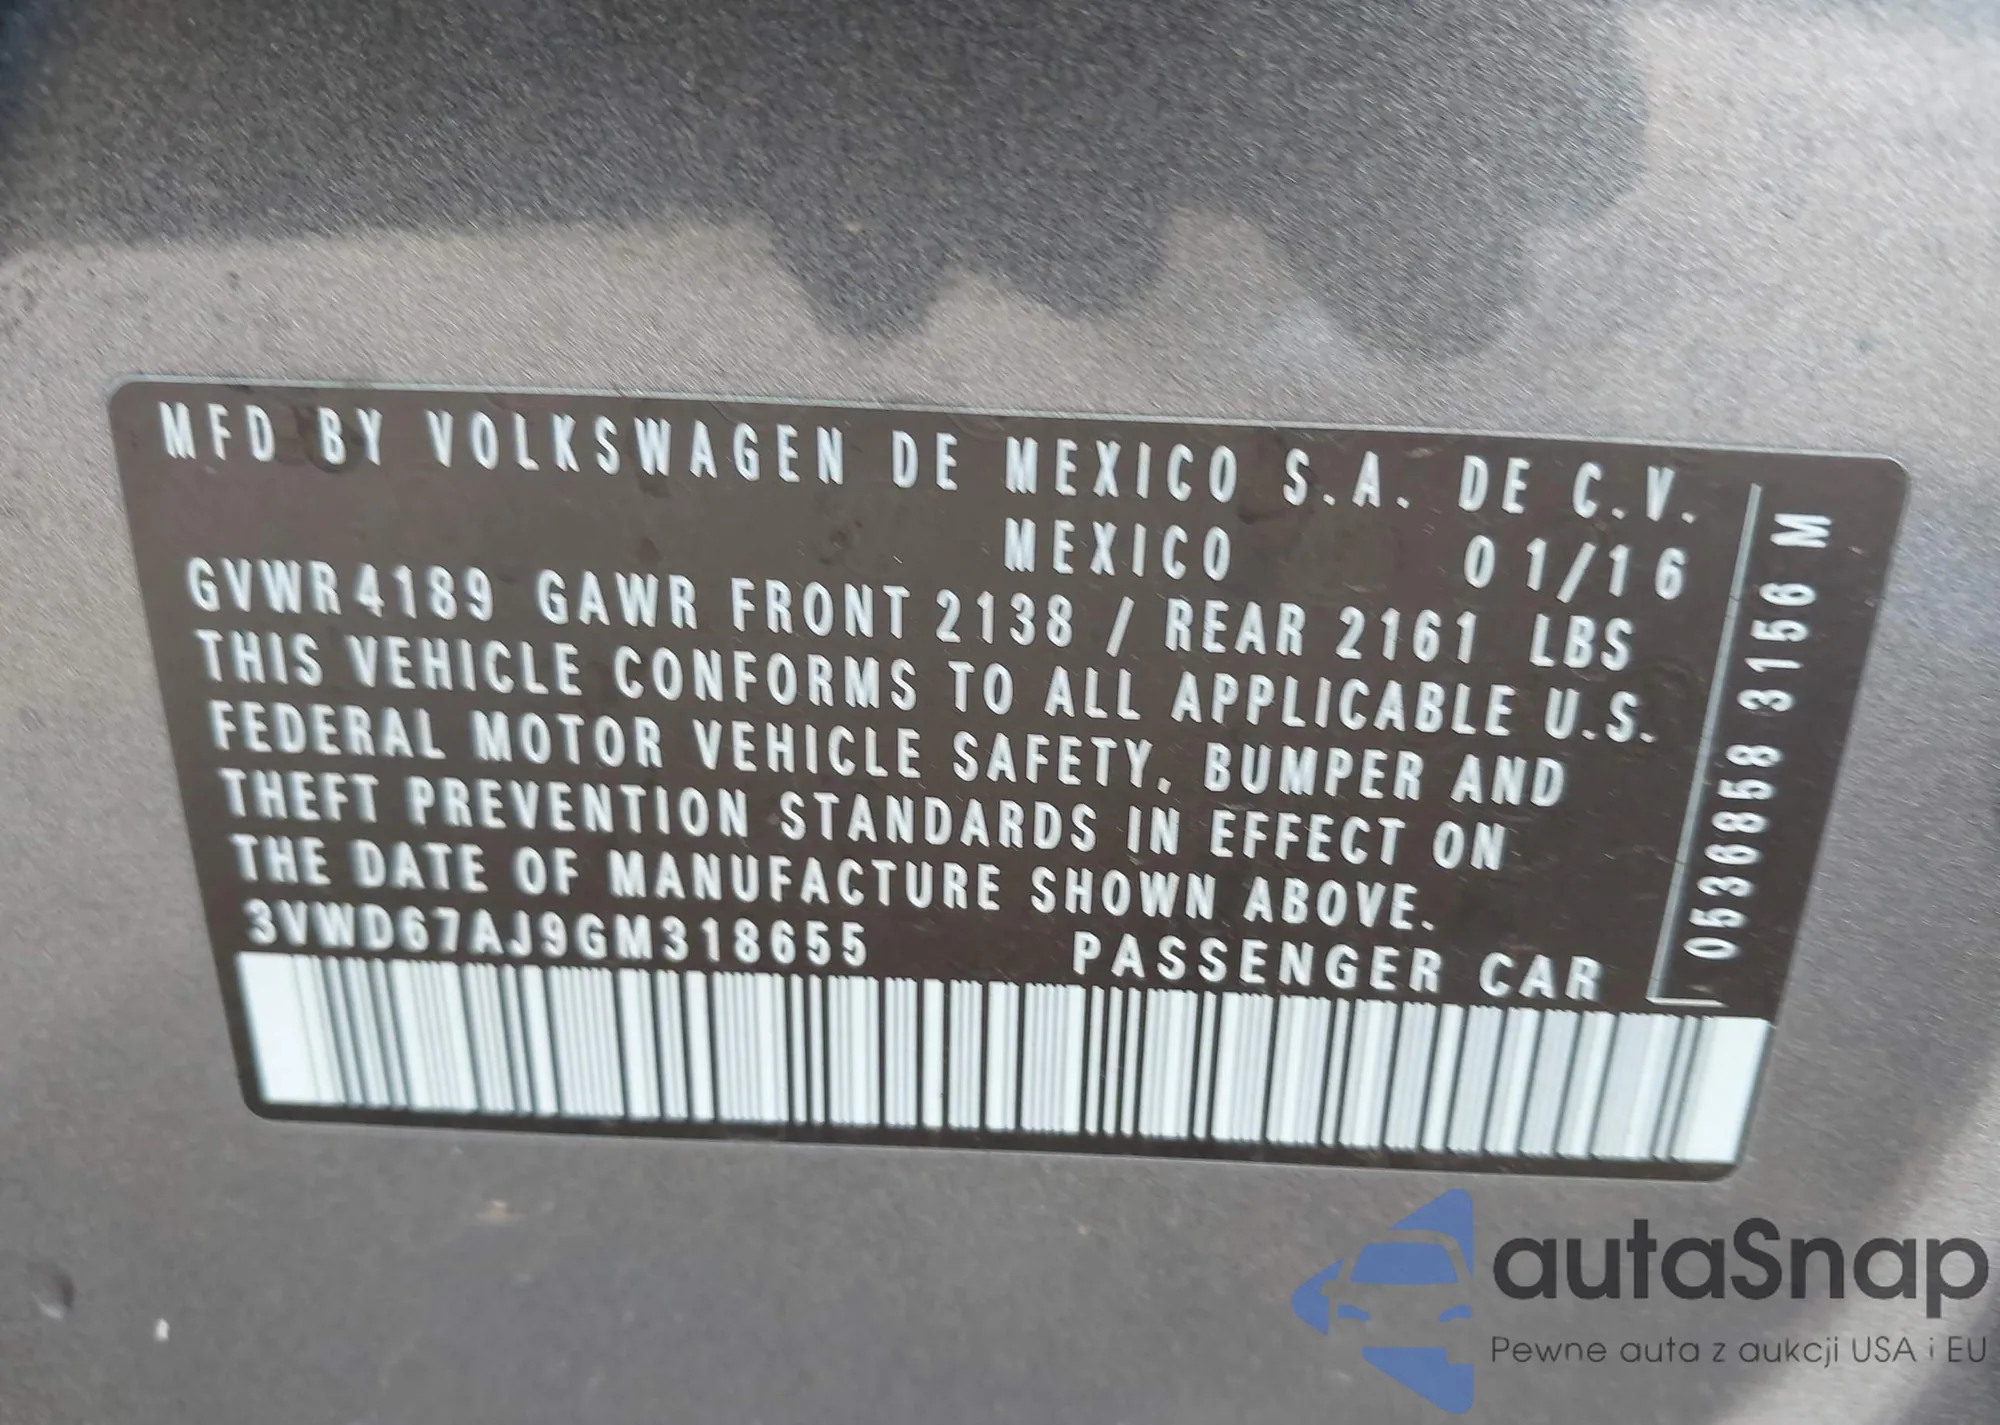 MFD BY VOLKSWAGEN DE MEXICO S.A. DE C.V.
MEXICO 01/16
GVWR 4189 GAWR FRONT 2138 / REAR 2161 LBS
THIS VEHICLE CONFORMS TO ALL APPLICABLE U.S.
FEDERAL MOTOR VEHICLE SAFETY, BUMPER AND
THEFT PREVENTION STANDARDS IN EFFECT ON
THE DATE OF MANUFACTURE SHOWN ABOVE.
3VWD67AJ9GM318655 PASSENGER CAR
0536858 3156 M
autaSnap
Pewne auta z aukcji USA i EU